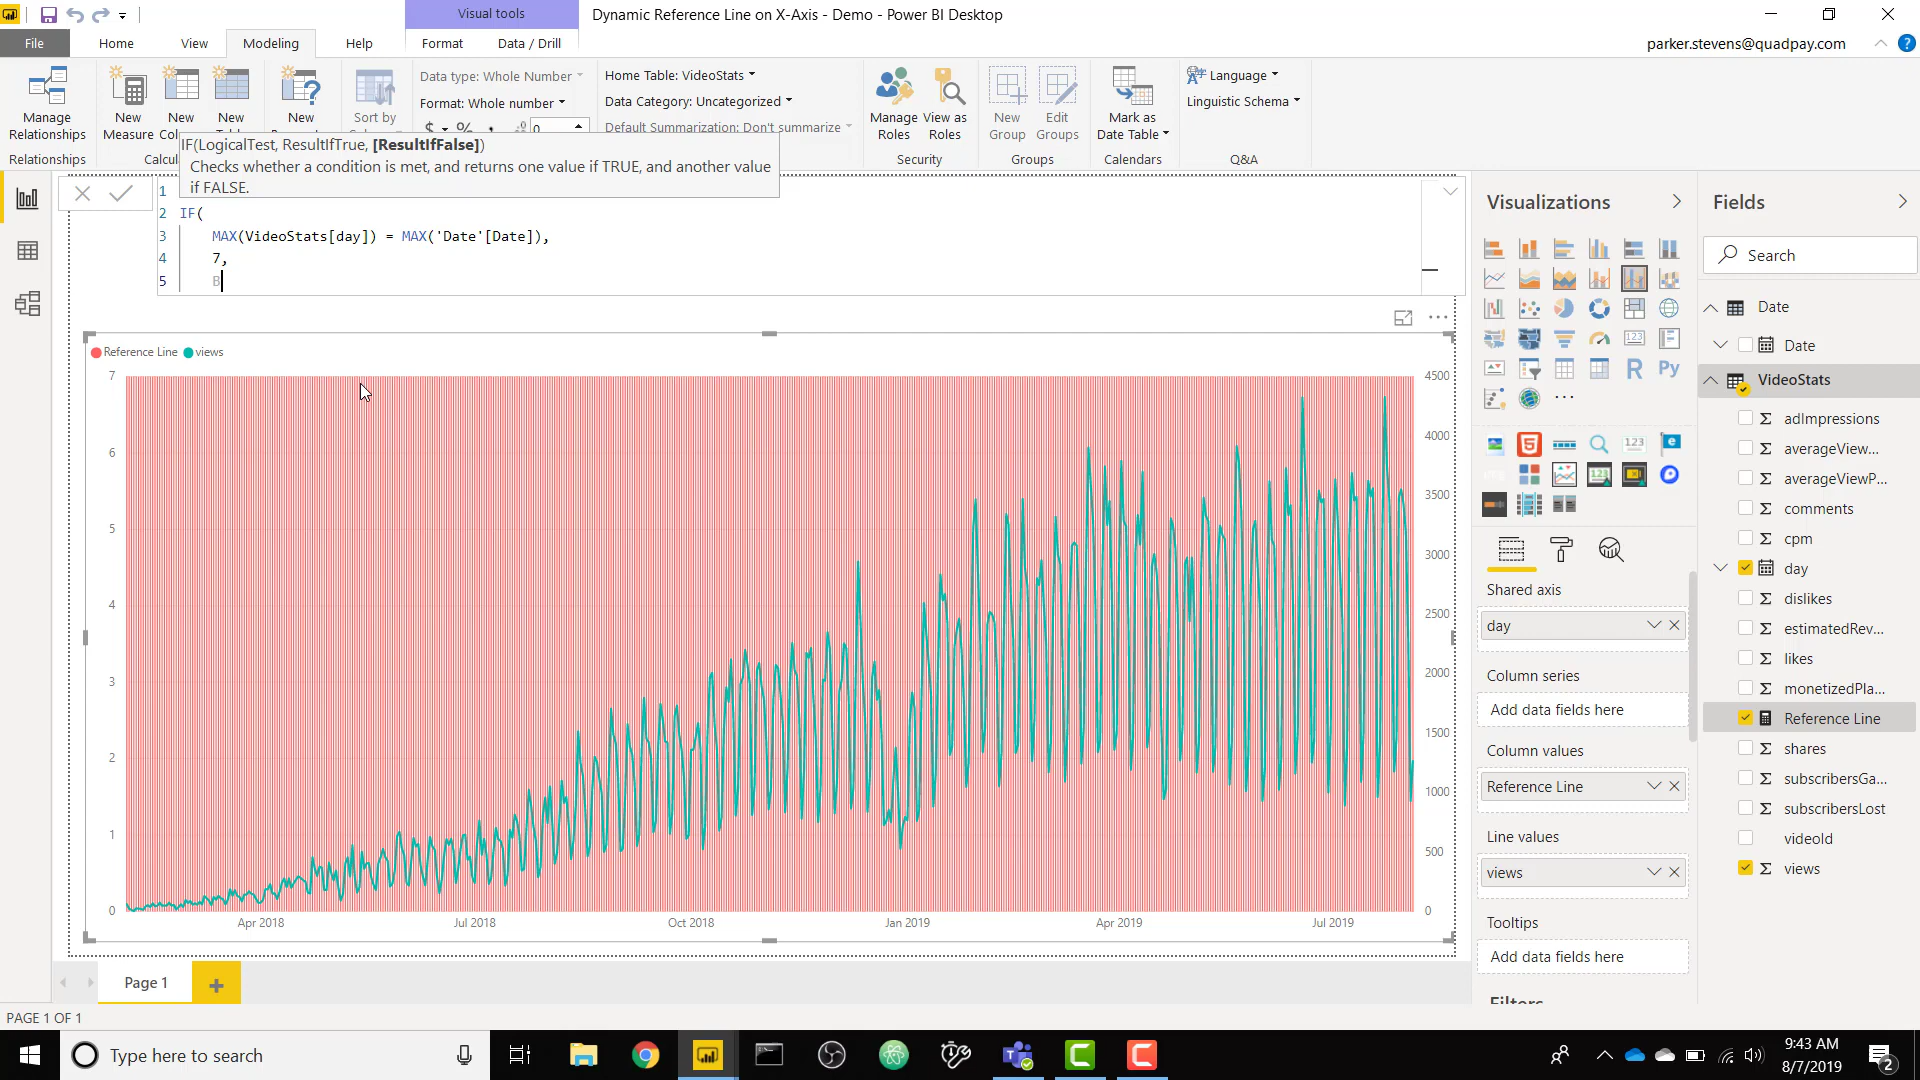 Visual tools
Dynamic Reference Line on X-Axis - Demo - Power BI Desktop
File
Home
View
Modeling
Help
Format
Data / Drill
parker.stevens@quadpay.com
?
Manage
Relationships
New
Measure
New
New
New
Sort by
Data type: Whole Number
Format: Whole number
$
%
,
0
Home Table: VideoStats
Data Category: Uncategorized
Default Summarization: Don't summarize
Manage
Roles
View as
Roles
New
Group
Edit
Groups
Mark as
Date Table
Language
Linguistic Schema
Relationships
Calcul
Security
Groups
Calendars
Q&A
IF(LogicalTest, ResultIfTrue, [ResultIfFalse])
Checks whether a condition is met, and returns one value if TRUE, and another value
if FALSE.
1
2 IF(
3 MAX(VideoStats[day]) = MAX('Date'[Date]),
4 7,
5 B
Reference Line
views
7
6
5
4
3
2
1
0
4500
4000
3500
3000
2500
2000
1500
1000
500
0
Apr 2018
Jul 2018
Oct 2018
Jan 2019
Apr 2019
Jul 2019
Visualizations
R
Py
123
123
Shared axis
day
Column series
Add data fields here
Column values
Reference Line
Line values
views
Tooltips
Add data fields here
Filters
Fields
Search
Date
Date
VideoStats
adImpressions
averageView...
averageViewP...
comments
cpm
day
dislikes
estimatedRev...
likes
monetizedPla...
Reference Line
shares
subscribersGa...
subscribersLost
videoId
views
Page 1
PAGE 1 OF 1
Type here to search
9:43 AM
8/7/2019
2